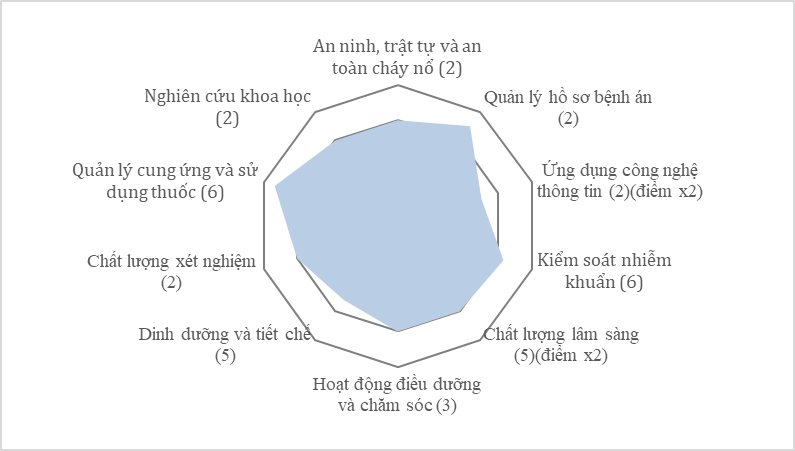 An ninh, trật tự và an
toàn cháy nổ (2)
Quản lý hồ sơ bệnh án
(2)
Ứng dụng công nghệ
thông tin (2)(điểm x2)
Kiểm soát nhiễm
khuẩn (6)
Chất lượng lâm sàng
(5)(điểm x2)
Hoạt động điều dưỡng
và chăm sóc (3)
Dinh dưỡng và tiết chế
(5)
Chất lượng xét nghiệm
(2)
Quản lý cung ứng và sử
dụng thuốc (6)
Nghiên cứu khoa học
(2)